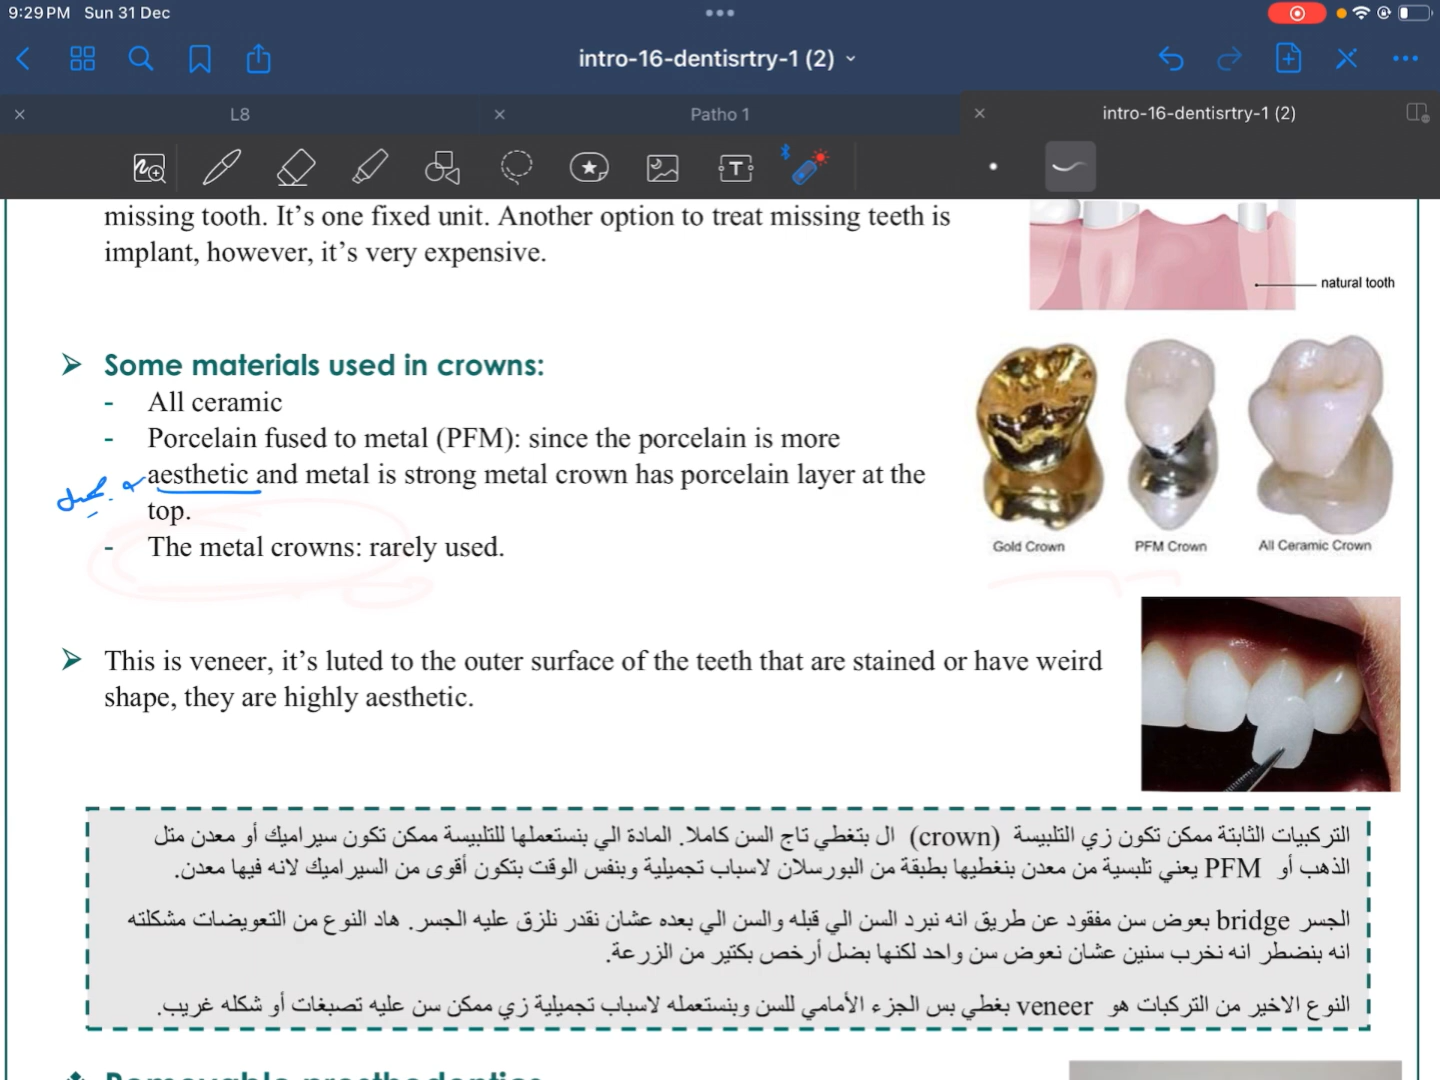 9:29 PM Sun 31 Dec
intro-16-dentisrtry-1 (2)
L8
Patho 1
intro-16-dentisrtry-1 (2)
missing tooth. It’s one fixed unit. Another option to treat missing teeth is
implant, however, it’s very expensive.
natural tooth
Some materials used in crowns:
- All ceramic
- Porcelain fused to metal (PFM): since the porcelain is more
aesthetic and metal is strong metal crown has porcelain layer at the
top.
- The metal crowns: rarely used.
Gold Crown
PFM Crown
All Ceramic Crown
This is veneer, it’s luted to the outer surface of the teeth that are stained or have weird
shape, they are highly aesthetic.
التركيبات الثابتة ممكن تكون زي التلبيسة (crown) ال بتغطي تاج السن كاملا. المادة الي بنستعملها للتلبيسة ممكن تكون سيراميك أو معدن متل
الذهب أو PFM يعني تلبسية من معدن بنغطيها بطبقة من البورسلان لاسباب تجميلية وبنفس الوقت بتكون أقوى من السيراميك لانه فيها معدن.
الجسر bridge بعوض سن مفقود عن طريق انه نبرد السن الي قبله والسن الي بعده عشان نقدر نلزق عليه الجسر. هاد النوع من التعويضات مشكلته
انه بنضطر انه نخرب سنين عشان نعوض سن واحد لكنها بضل أرخص بكتير من الزرعة.
النوع الاخير من التركبات هو veneer بغطي بس الجزء الأمامي للسن وبنستعمله لاسباب تجميلية زي ممكن سن عليه تصبغات أو شكله غريب.
Removable prosthodontics